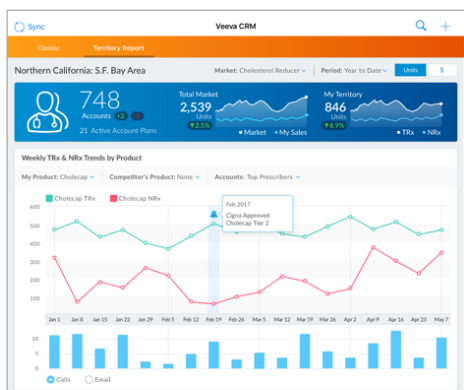 Sync Veeva CRM
Classic Territory Report
Northern California: S.F. Bay Area Market: Cholesterol Reducer Period: Year to Date Units $
748
Accounts +2
21 Active Account Plans
Total Market
2,539
Units
2.5%
Market My Sales
My Territory
846
Units
8.9%
TRx NRx
Weekly TRx & NRx Trends by Product
My Product: Cholecap Competitor's Product: None Accounts: Top Prescribers
Cholecap TRx Cholecap NRx
Feb 2017
Cigna Approved
Cholecap Tier 2
600
500
400
300
200
100
Jan 1 Jan 8 Jan 15 Jan 22 Jan 29 Feb 5 Feb 12 Feb 19 Feb 26 Mar 5 Mar 12 Mar 19 Mar 26 Apr 2 Apr 9 Apr 16 Apr 23 May 7
10
5
0
Calls Email